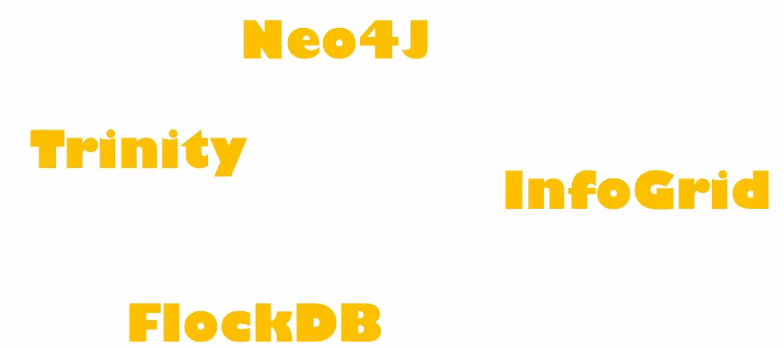 Neo4J
Trinity
InfoGrid
FlockDB